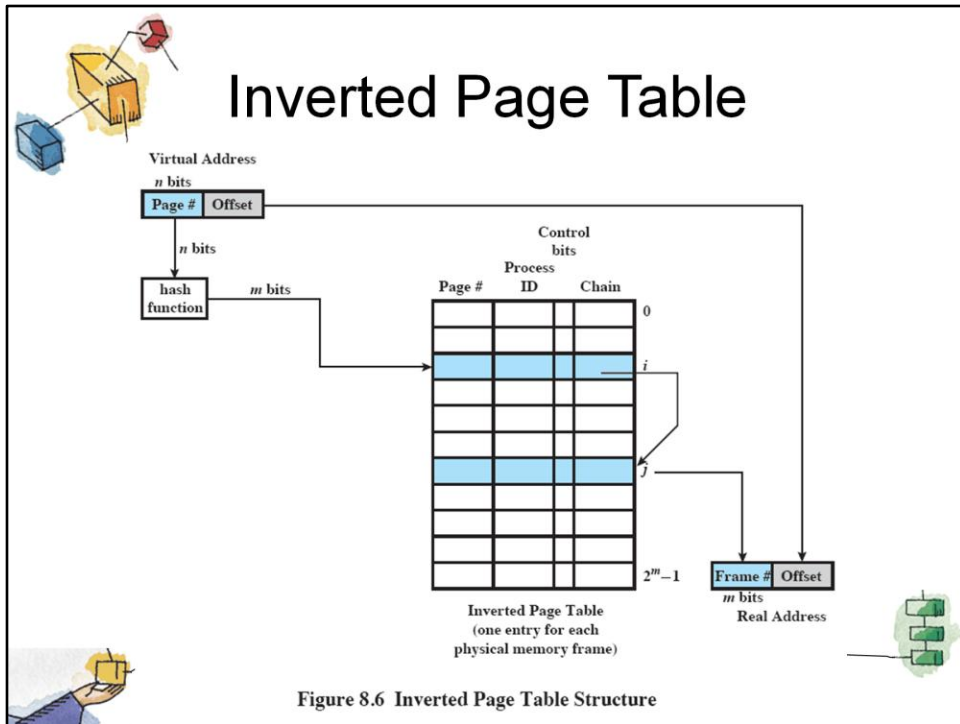 Inverted Page Table
Virtual Address
n bits
Page # Offset
n bits
hash
function
m bits
Control
bits
Process
Page # ID Chain
0
i
j
2^m−1
Inverted Page Table
(one entry for each
physical memory frame)
Frame # Offset
m bits
Real Address
Figure 8.6 Inverted Page Table Structure